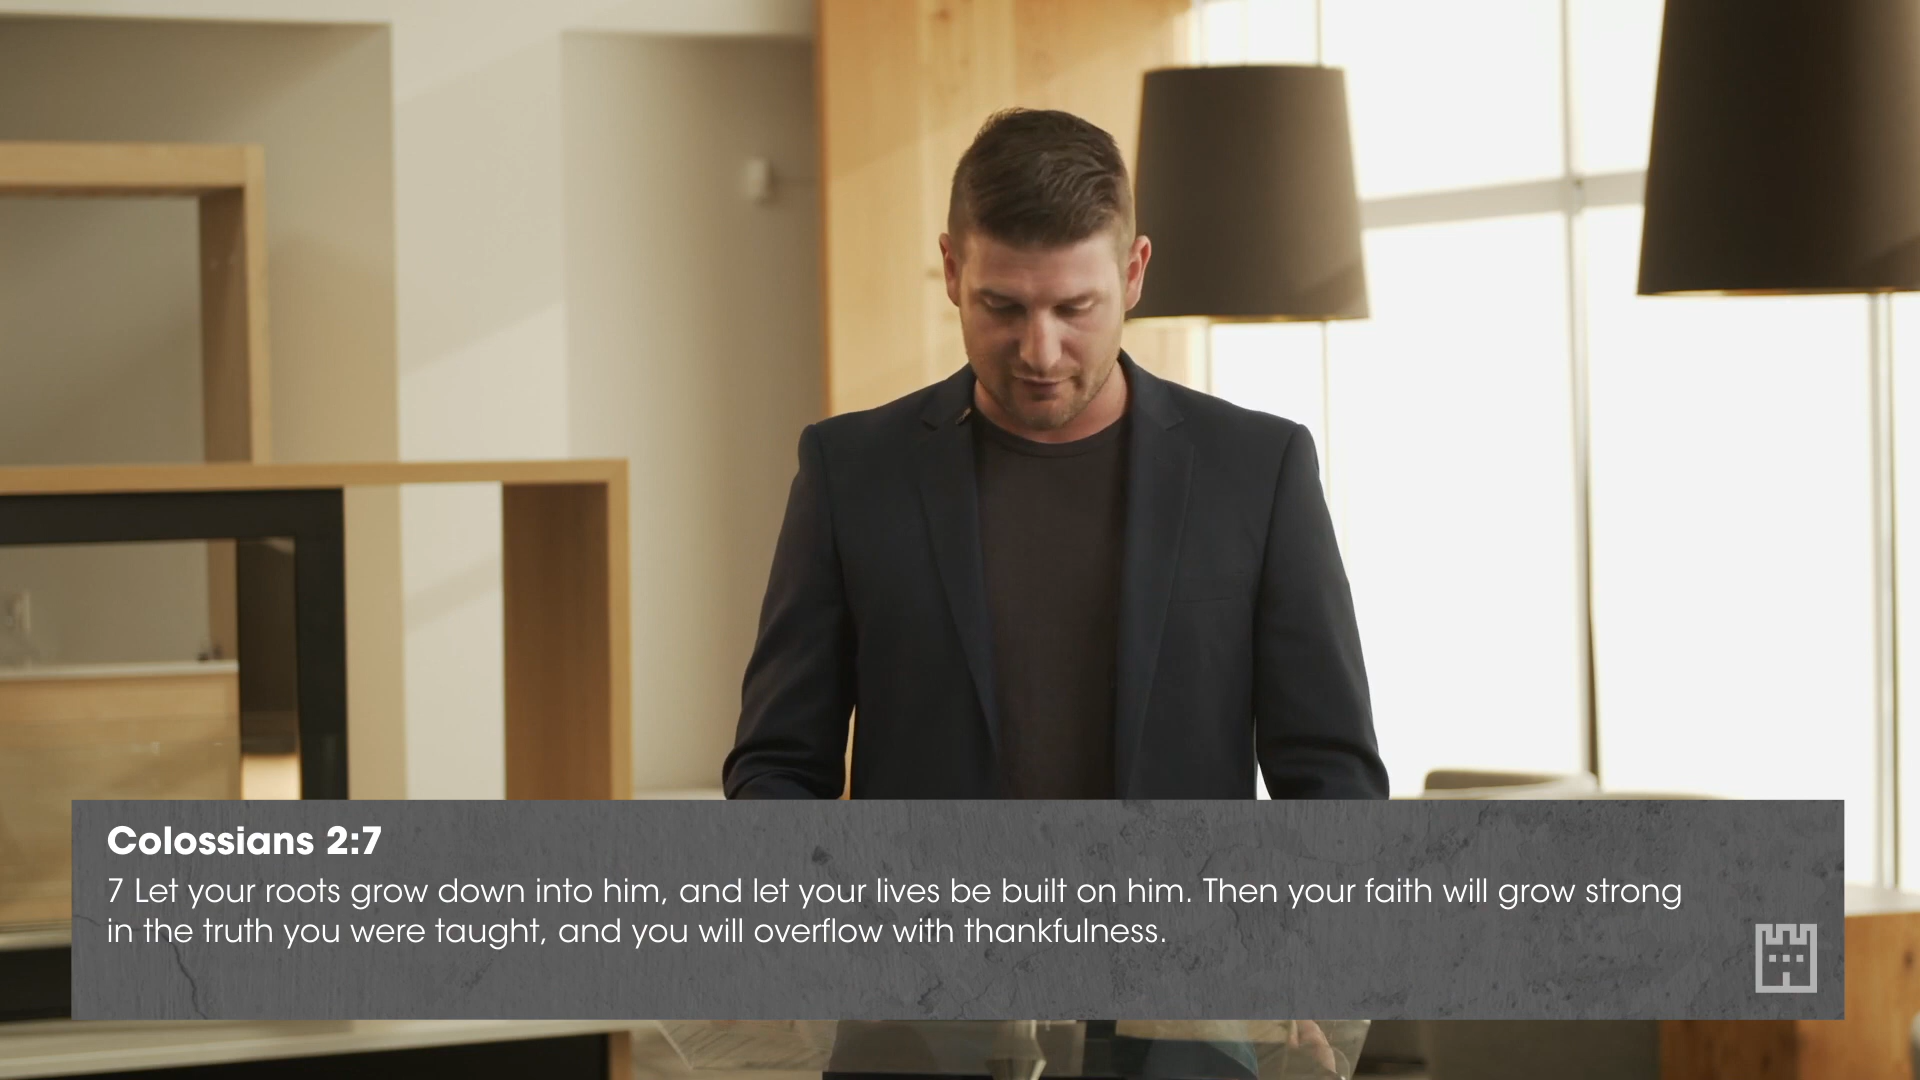 Colossians 2:7
7 Let your roots grow down into him, and let your lives be built on him. Then your faith will grow strong
in the truth you were taught, and you will overflow with thankfulness.